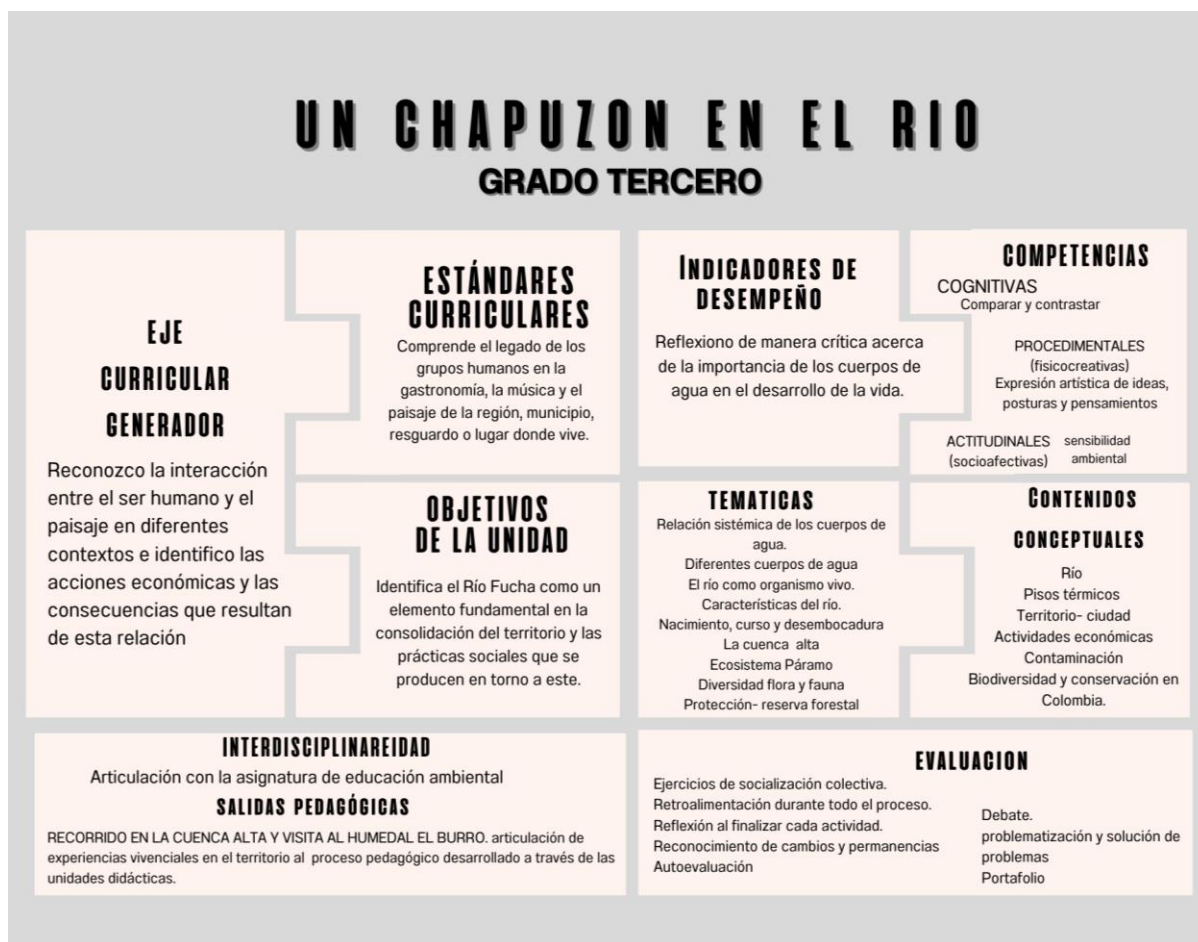 UN CHAPUZON EN EL RIO
GRADO TERCERO
EJE
CURRICULAR
GENERADOR
Reconozco la interacción
entre el ser humano y el
paisaje en diferentes
contextos e identifico las
acciones económicas y las
consecuencias que resultan
de esta relación
ESTÁNDARES
CURRICULARES
Comprende el legado de los
grupos humanos en la
gastronomía, la música y el
paisaje de la región, municipio,
resguardo o lugar donde vive.
OBJETIVOS
DE LA UNIDAD
Identifica el Río Fucha como un
elemento fundamental en la
consolidación del territorio y las
prácticas sociales que se
producen en torno a este.
INDICADORES DE
DESEMPEÑO
Reflexiono de manera crítica acerca
de la importancia de los cuerpos de
agua en el desarrollo de la vida.
COMPETENCIAS
COGNITIVAS
Comparar y contrastar
PROCEDIMENTALES
(fisicocreativas)
Expresión artística de ideas,
posturas y pensamientos
ACTITUDINALES sensibilidad
(socioafectivas) ambiental
TEMATICAS
Relación sistémica de los cuerpos de
agua.
Diferentes cuerpos de agua
El río como organismo vivo.
Características del río.
Nacimiento, curso y desembocadura
La cuenca alta
Ecosistema Páramo
Diversidad flora y fauna
Protección- reserva forestal
CONTENIDOS
CONCEPTUALES
Río
Pisos térmicos
Territorio- ciudad
Actividades económicas
Contaminación
Biodiversidad y conservación en
Colombia.
INTERDISCIPLINAREIDAD
Articulación con la asignatura de educación ambiental
SALIDAS PEDAGÓGICAS
RECORRIDO EN LA CUENCA ALTA Y VISITA AL HUMEDAL EL BURRO. articulación de
experiencias vivenciales en el territorio al proceso pedagógico desarrollado a través de las
unidades didácticas.
EVALUACION
Ejercicios de socialización colectiva.
Retroalimentación durante todo el proceso.
Reflexión al finalizar cada actividad.
Reconocimiento de cambios y permanencias
Autoevaluación
Debate.
problematización y solución de
problemas
Portafolio